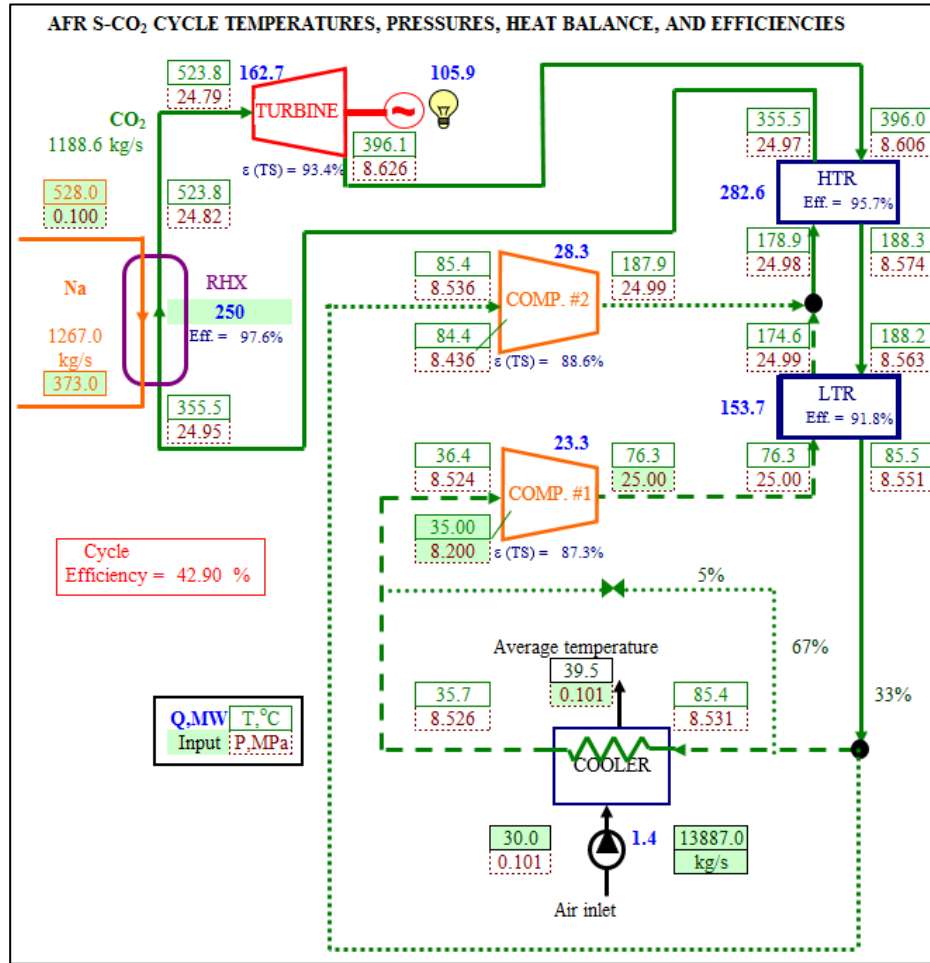 AFR S-CO₂ CYCLE TEMPERATURES, PRESSURES, HEAT BALANCE, AND EFFICIENCIES
523.8
24.79
162.7
TURBINE
~
105.9
CO₂
1188.6 kg/s
ε (TS) = 93.4%
396.1
8.626
355.5
24.97
396.0
8.606
HTR
Eff. = 95.7%
282.6
528.0
0.100
523.8
24.82
178.9
24.98
188.3
8.574
Na
1267.0
kg/s
373.0
RHX
250
Eff. = 97.6%
85.4
8.536
28.3
COMP. #2
187.9
24.99
84.4
8.436
ε (TS) = 88.6%
174.6
24.99
188.2
8.563
LTR
Eff. = 91.8%
153.7
355.5
24.95
36.4
8.524
23.3
COMP. #1
76.3
25.00
76.3
25.00
85.5
8.551
35.00
8.200
ε (TS) = 87.3%
Cycle
Efficiency = 42.90 %
5%
67%
33%
Average temperature
39.5
0.101
35.7
8.526
85.4
8.531
COOLER
Q,MW T,°C
Input P,MPa
30.0
0.101
1.4
13887.0
kg/s
Air inlet